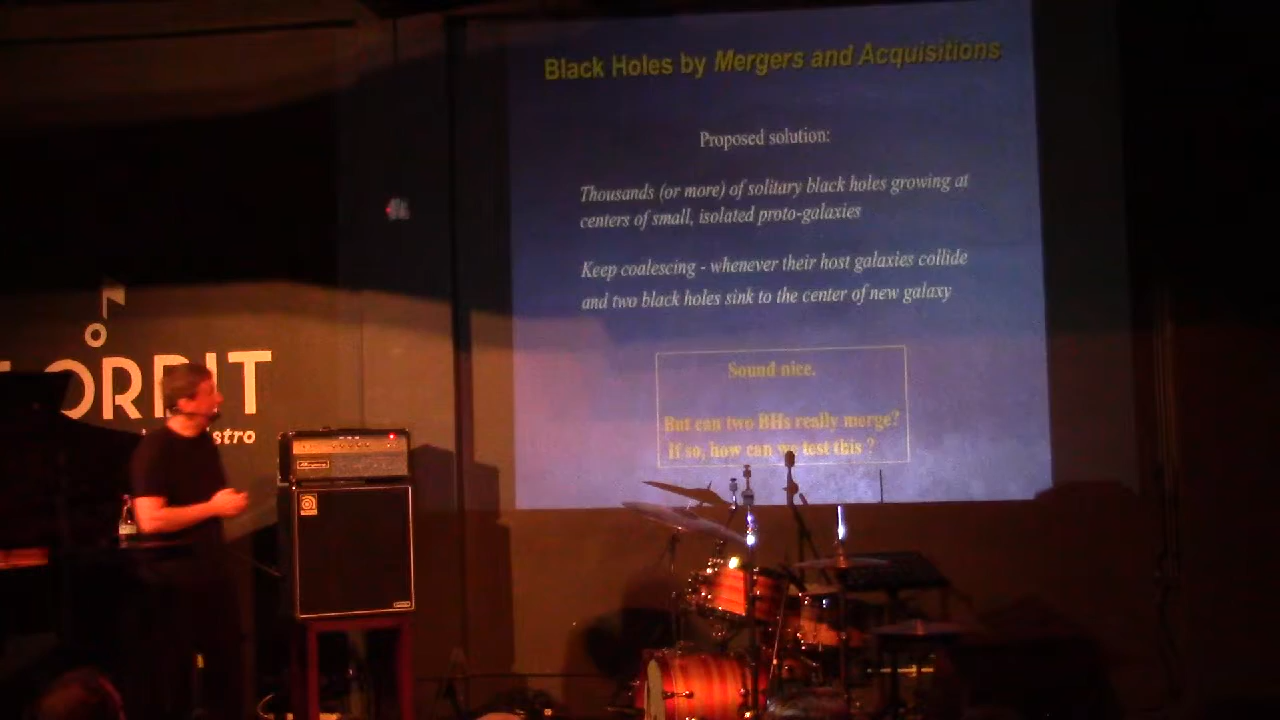 Black Holes by Mergers and Acquisitions
Proposed solution:
Thousands (or more) of solitary black holes growing at
centers of small, isolated proto-galaxies
Keep coalescing - whenever their host galaxies collide
and two black holes sink to the center of new galaxy
Sound nice.
But can two BHs really merge?
If so, how can we test this ?
ORBIT
stro
Ampeg